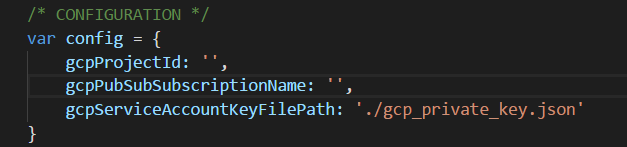 /* CONFIGURATION */
var config = {
    gcpProjectId: '',
    gcpPubSubSubscriptionName: '',
    gcpServiceAccountKeyFilePath: './gcp_private_key.json'
}